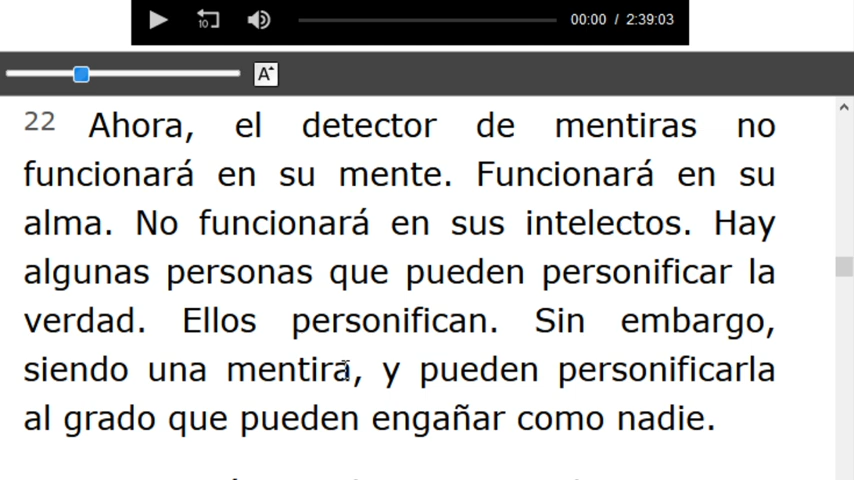 10
00:00 / 2:39:03
A
22 Ahora, el detector de mentiras no
funcionará en su mente. Funcionará en su
alma. No funcionará en sus intelectos. Hay
algunas personas que pueden personificar la
verdad. Ellos personifican. Sin embargo,
siendo una mentira, y pueden personificarla
al grado que pueden engañar como nadie.